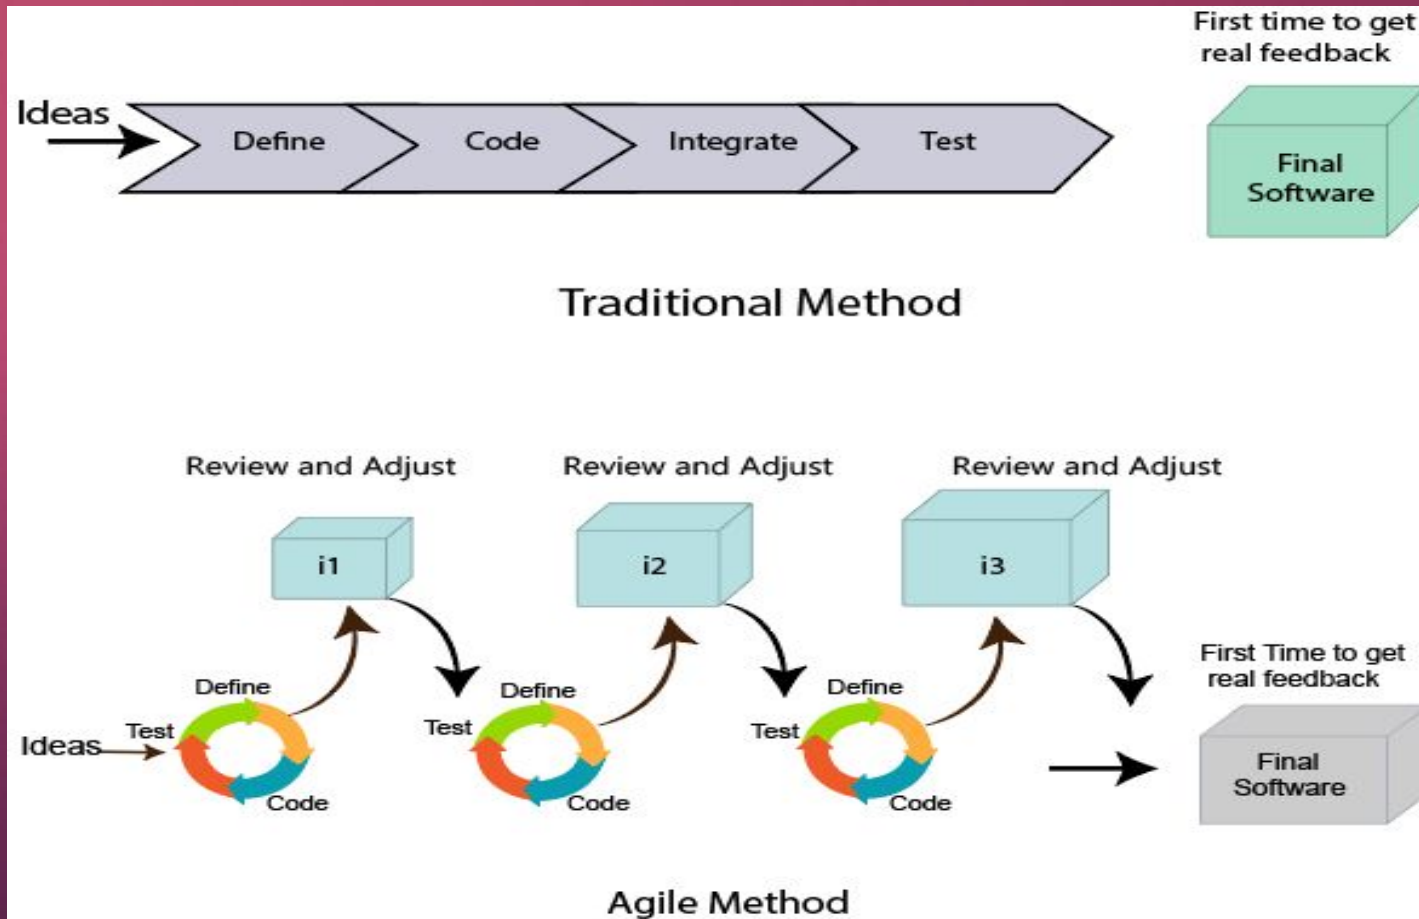 First time to get
real feedback
Ideas
Define
Code
Integrate
Test
Final
Software
Traditional Method
Review and Adjust
Review and Adjust
Review and Adjust
i1
i2
i3
Define
Test
Ideas
Code
Define
Test
Code
Define
Test
Code
First Time to get
real feedback
Final
Software
Agile Method